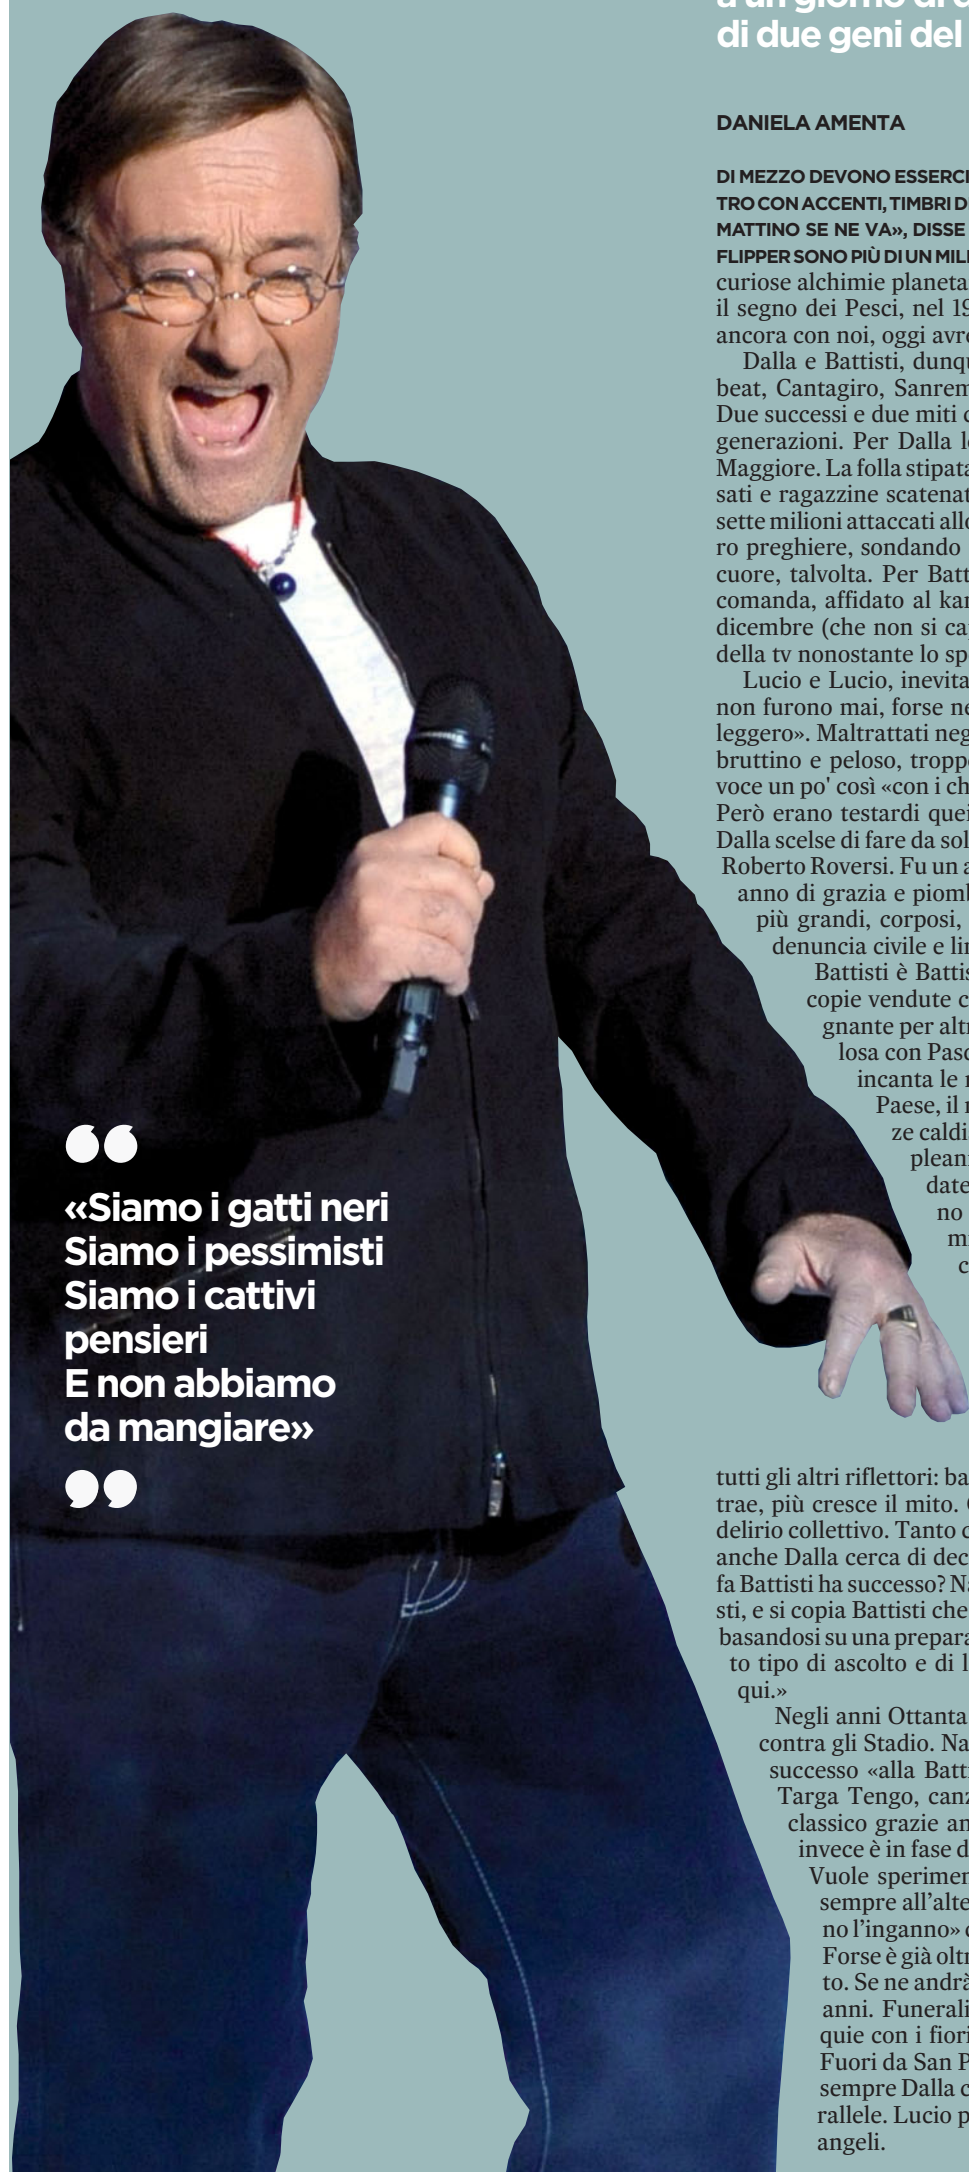 di due geni del
DANIELA AMENTA
DI MEZZO DEVONO ESSERCI
TRO CON ACCENTI, TIMBRI DI
MATTINO SE NE VA», DISSE
FLIPPER SONO PIÙ DI UN MIL
curiose alchimie planeta
il segno dei Pesci, nel 19
ancora con noi, oggi avre
Dalla e Battisti, dunqu
beat, Cantagiro, Sanrem
Due successi e due miti c
generazioni. Per Dalla l
Maggiore. La folla stipata
sati e ragazzine scatenat
sette milioni attaccati allo
ro preghiere, sondando
cuore, talvolta. Per Batt
comanda, affidato al kar
dicembre (che non si cap
della tv nonostante lo sp
Lucio e Lucio, inevita
non furono mai, forse ne
leggero». Maltrattati neg
bruttino e peloso, troppo
voce un po' così «con i ch
Però erano testardi quei
Dalla scelse di fare da sol
Roberto Roversi. Fu un a
anno di grazia e piomb
più grandi, corposi,
denuncia civile e lir
Battisti è Battis
copie vendute c
gnante per altr
losa con Pasq
incanta le r
Paese, il r
ze caldi
plean
date
no
m
c
“
«Siamo i gatti neri
Siamo i pessimisti
Siamo i cattivi
pensieri
E non abbiamo
da mangiare»
”
tutti gli altri riflettori: ba
trae, più cresce il mito. 
delirio collettivo. Tanto c
anche Dalla cerca di dec
fa Battisti ha successo? Na
sti, e si copia Battisti che
basandosi su una prepara
to tipo di ascolto e di l
qui.»
Negli anni Ottanta
contra gli Stadio. Na
successo «alla Batti
Targa Tengo, canz
classico grazie an
invece è in fase d
Vuole sperimen
sempre all'alte
no l'inganno» c
Forse è già oltr
to. Se ne andrà
anni. Funerali
quie con i fiori
Fuori da San P
sempre Dalla c
rallele. Lucio p
angeli.